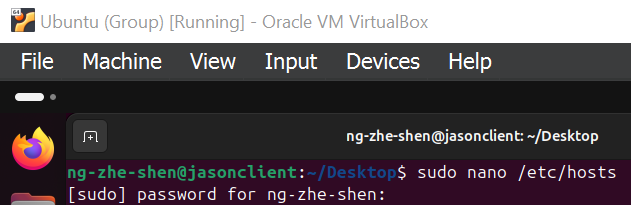 Ubuntu (Group) [Running] - Oracle VM VirtualBox
File Machine View Input Devices Help
ng-zhe-shen@jasonclient: ~/Desktop
ng-zhe-shen@jasonclient:~/Desktop$ sudo nano /etc/hosts
[sudo] password for ng-zhe-shen: